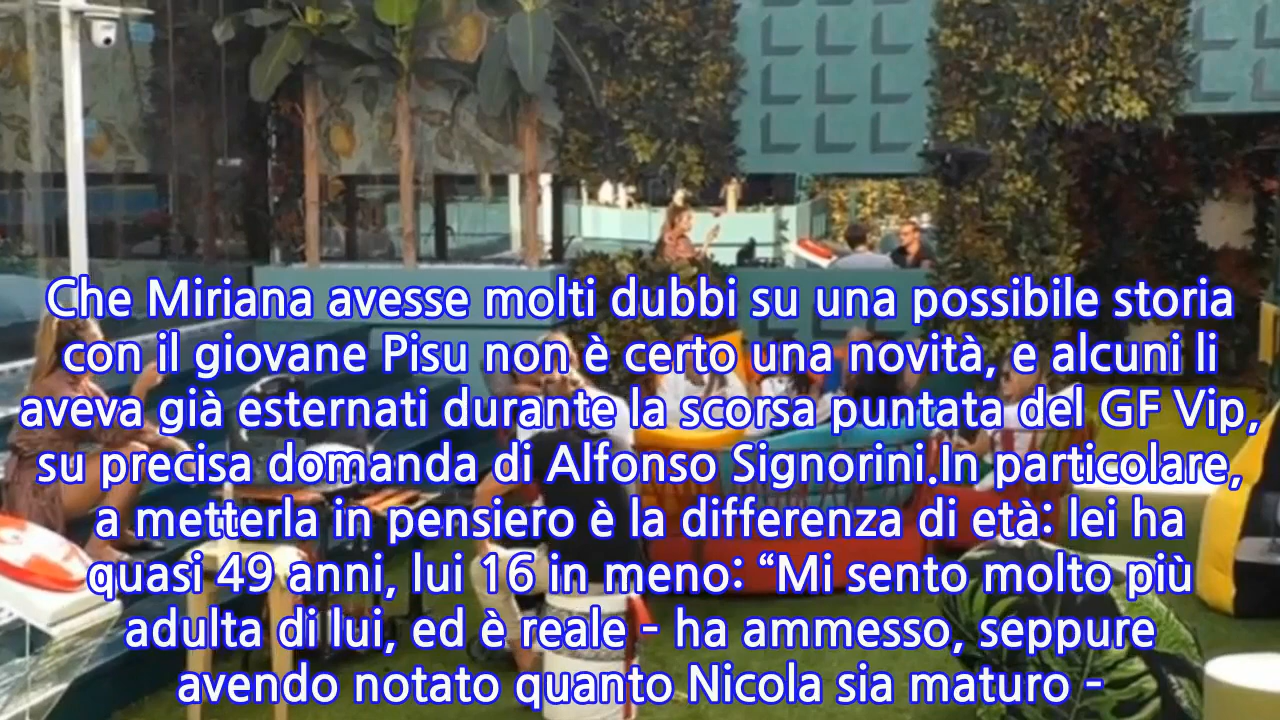 Che Miriana avesse molti dubbi su una possibile storia
con il giovane Pisu non è certo una novità, e alcuni li
aveva già esternati durante la scorsa puntata del GF Vip,
su precisa domanda di Alfonso Signorini.In particolare,
a metterla in pensiero è la differenza di età: lei ha
quasi 49 anni, lui 16 in meno: “Mi sento molto più
adulta di lui, ed è reale - ha ammesso, seppure
avendo notato quanto Nicola sia maturo -